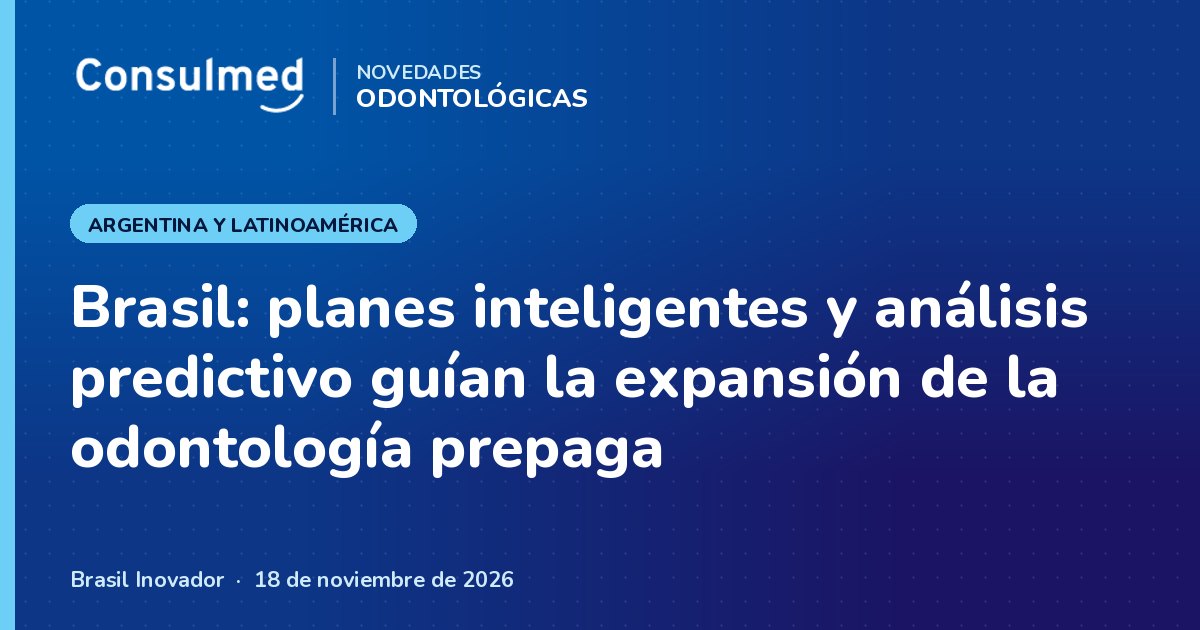 Consulmed
NOVEDADES
ODONTOLÓGICAS
ARGENTINA Y LATINOAMÉRICA
Brasil: planes inteligentes y análisis
predictivo guían la expansión de la
odontología prepaga
Brasil Inovador · 18 de noviembre de 2026